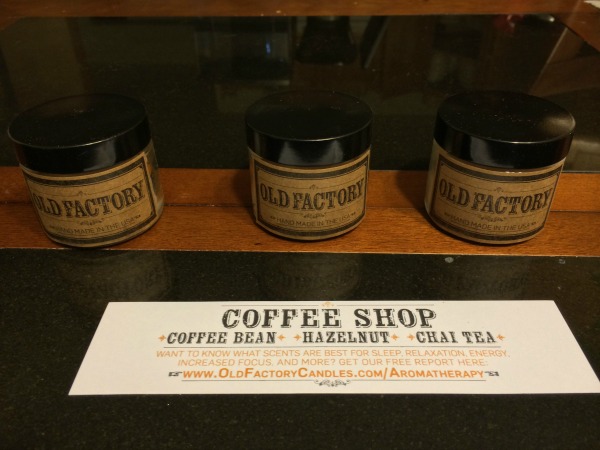 OLD FACTORY
HAND MADE IN THE USA
OLD FACTORY
HAND MADE IN THE USA
OLD FACTORY
HAND MADE IN THE USA
COFFEE SHOP
COFFEE BEAN HAZELNUT CHAI TEA
WANT TO KNOW WHAT SCENTS ARE BEST FOR SLEEP, RELAXATION, ENERGY,
INCREASED FOCUS, AND MORE? GET OUR FREE REPORT HERE:
WWW.OLDFACTORYCANDLES.COM/AROMATHERAPY